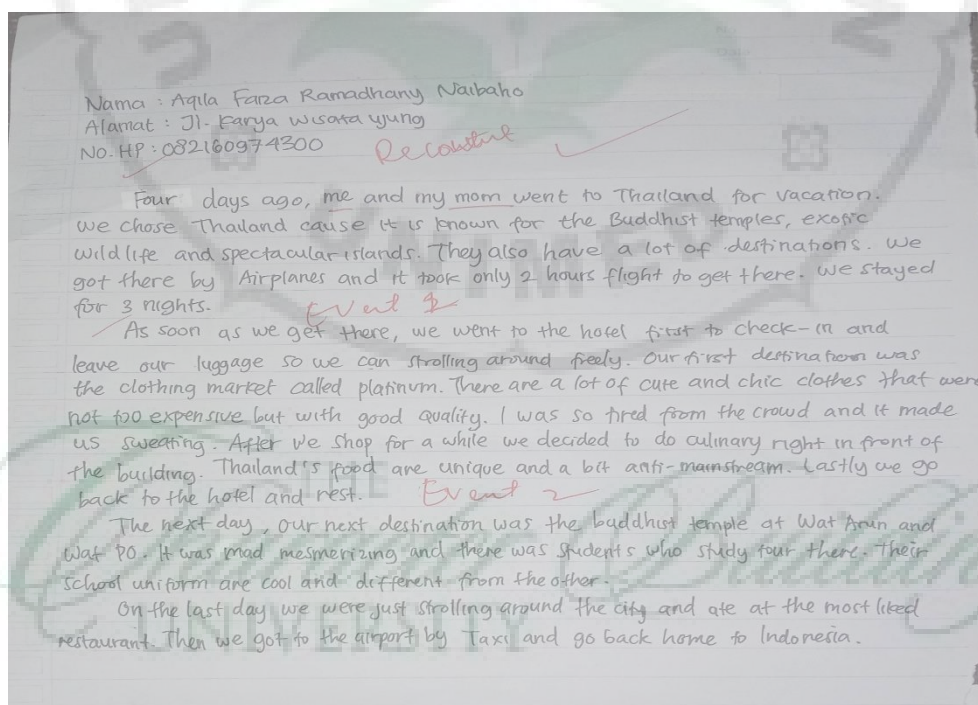 Nama : Aqila Farza Ramadhany Naibaho
Alamat : Jl. Karya Wisata ujung
No. HP : 082160974300
Four days ago, me and my mom went to Thailand for vacation.
we chose Thailand cause it is known for the Buddhist temples, exotic
wildlife and spectacular islands. They also have a lot of destinations. We
got there by Airplanes and it took only 2 hours flight to get there. We stayed
for 3 nights.
Event 1
As soon as we get there, we went to the hotel first to check-in and
leave our luggage so we can strolling around freely. Our first destination was
the clothing market called platinum. There are a lot of cute and chic clothes that were
not too expensive but with good quality. I was so tired from the crowd and it made
us sweating. After we shop for a while we decided to do culinary right in front of
the building. Thailand's food are unique and a bit anti-mainstream. Lastly we go
back to the hotel and rest.
Event 2
The next day, our next destination was the buddhist temple at Wat Arun and
Wat Po. It was mad mesmerizing and there was students who study tour there. Their
school uniform are cool and different from the other.
On the last day we were just strolling around the city and ate at the most liked
restaurant. Then we got to the airport by Taxi and go back home to Indonesia.
THE
UNIVERSITY